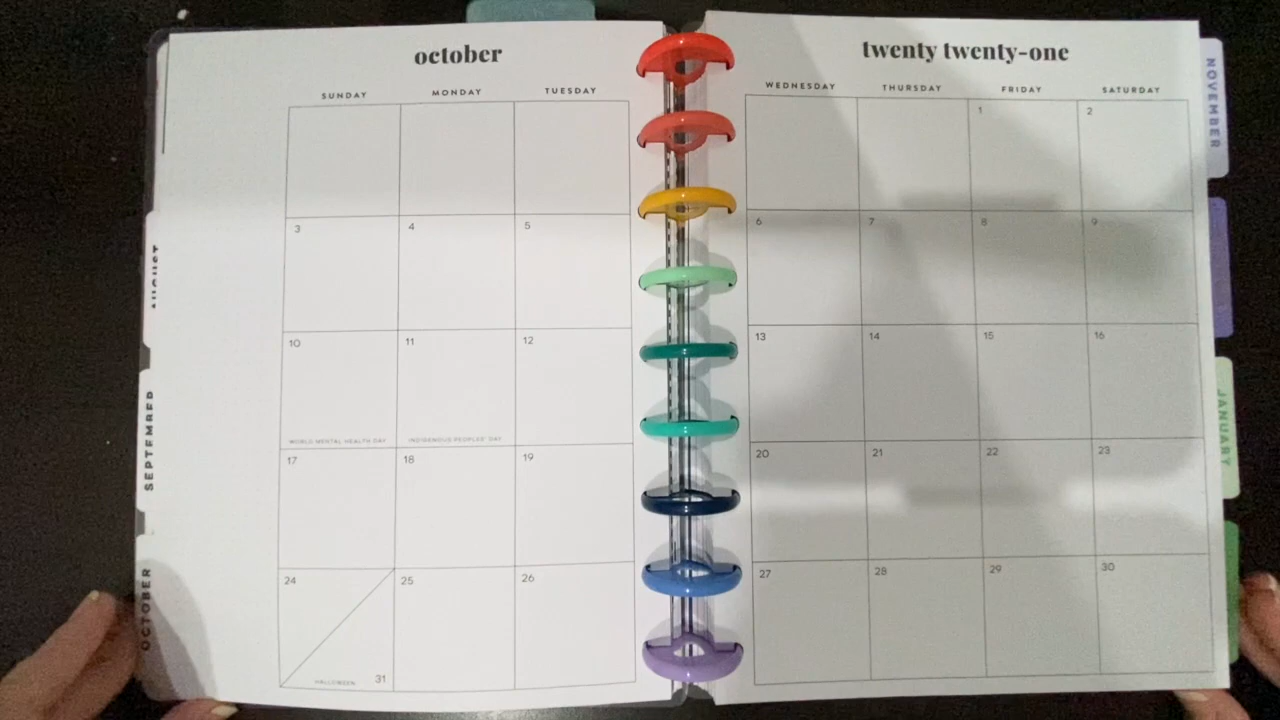 october
twenty twenty-one
SUNDAY MONDAY TUESDAY WEDNESDAY THURSDAY FRIDAY SATURDAY
1 2
3 4 5 6 7 8 9
10 11 12 13 14 15 16
WORLD MENTAL HEALTH DAY INDIGENOUS PEOPLES' DAY
17 18 19 20 21 22 23
24 25 26 27 28 29 30
HALLOWEEN 31
AUGUST
SEPTEMBER
OCTOBER
NOVEMBER
JANUARY